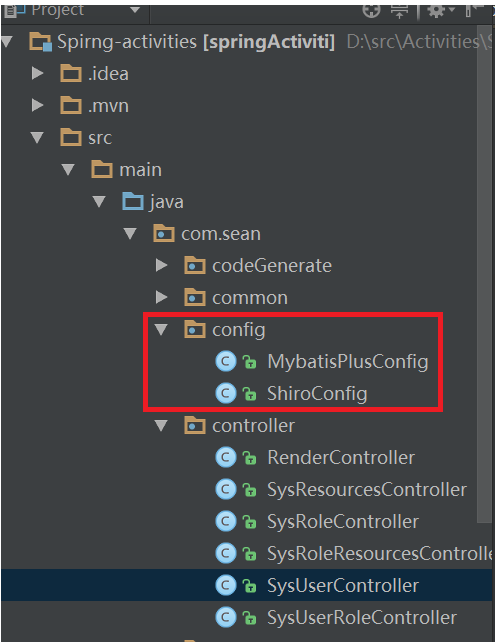 Project
Spirng-activities [springActiviti] D:\src\Activities\S
.idea
.mvn
src
main
java
com.sean
codeGenerate
common
config
MybatisPlusConfig
ShiroConfig
controller
RenderController
SysResourcesController
SysRoleController
SysRoleResourcesControlle
SysUserController
SysUserRoleController